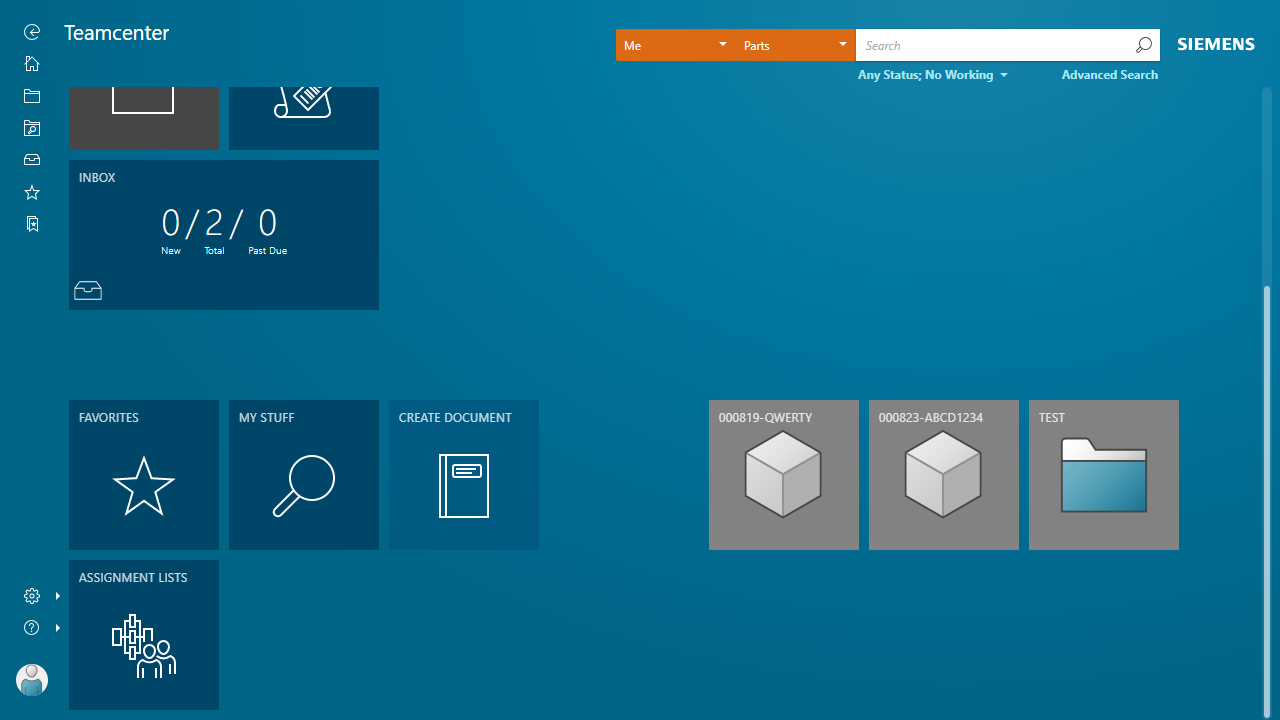 Teamcenter
Me
Parts
Search
SIEMENS
Any Status; No Working
Advanced Search
INBOX
0/2/0
New Total Past Due
FAVORITES
MY STUFF
CREATE DOCUMENT
000819-QWERTY
000823-ABCD1234
TEST
ASSIGNMENT LISTS